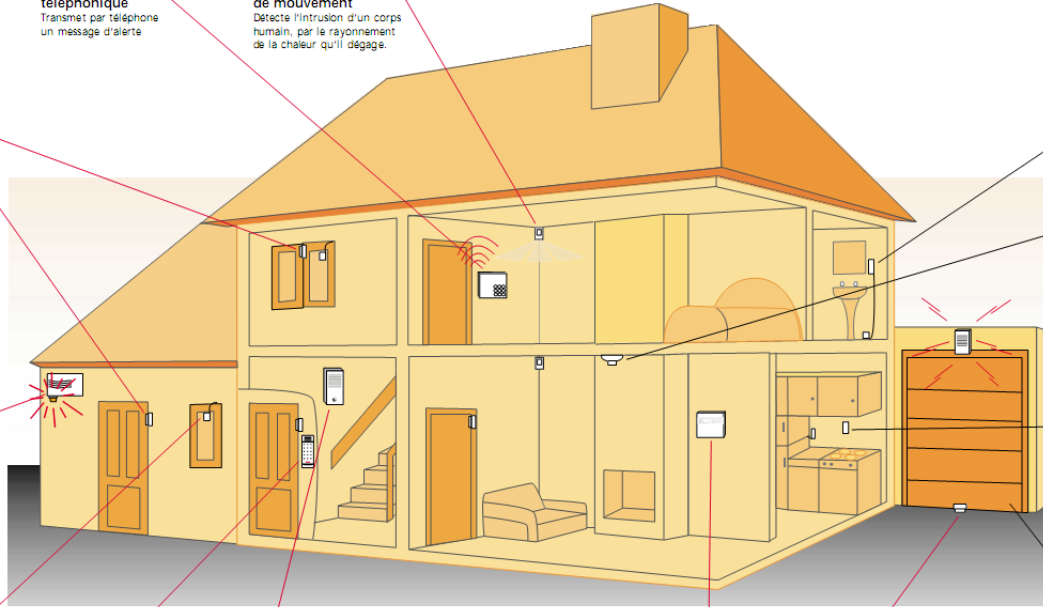 téléphonique
Transmet par téléphone
un message d'alerte
de mouvement
Détecte l'intrusion d'un corps
humain, par le rayonnement
de la chaleur qu'il dégage.